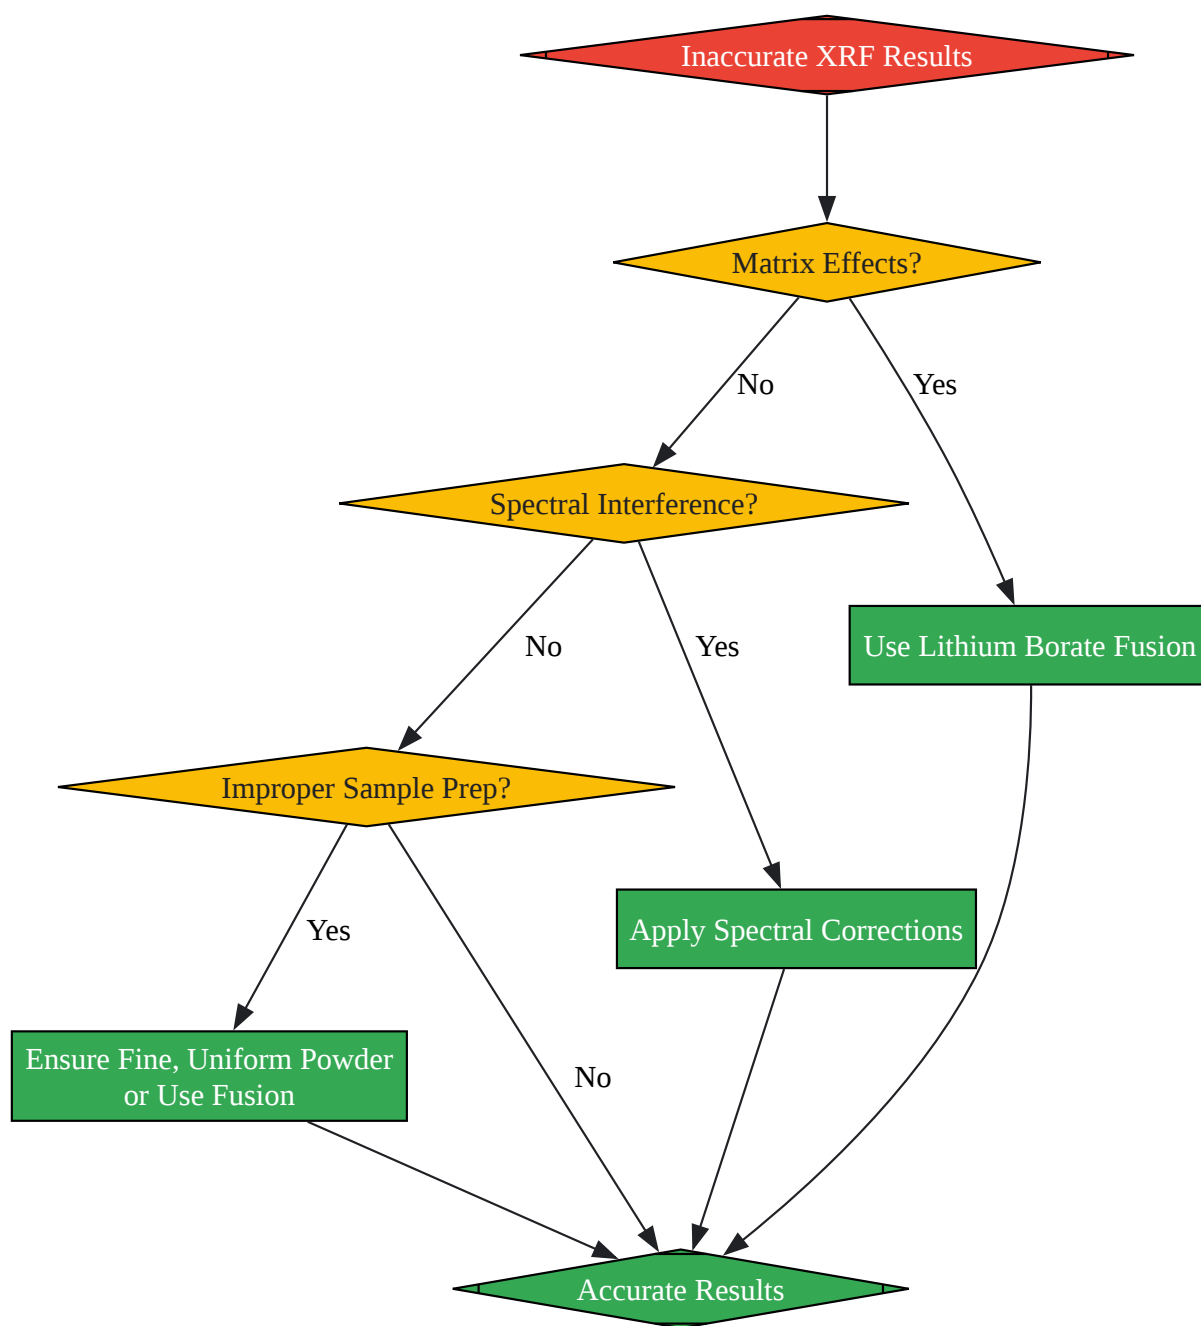 Inaccurate XRF Results
Matrix Effects?
No
Yes
Spectral Interference?
No
Yes
Use Lithium Borate Fusion
Improper Sample Prep?
Yes
Apply Spectral Corrections
Ensure Fine, Uniform Powder
or Use Fusion
No
Accurate Results